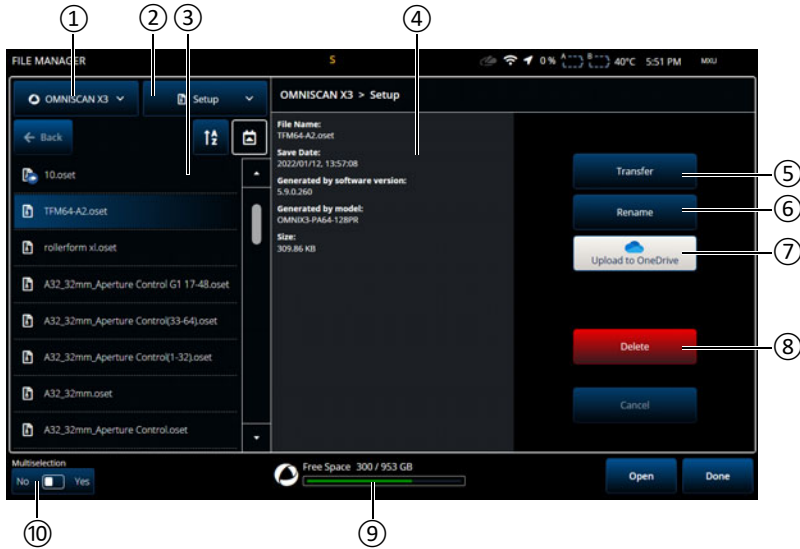 ① ② ③ ④
FILE MANAGER S 0 % A B 40°C 5:51 PM MXU
OMNISCAN X3 Setup OMNISCAN X3 > Setup
Back
10.oset
TFM64-A2.oset
rollerform xl.oset
A32_32mm_Aperture Control G1 17-48.oset
A32_32mm_Aperture Control(33-64).oset
A32_32mm_Aperture Control(1-32).oset
A32_32mm.oset
A32_32mm_Aperture Control.oset
File Name:
TFM64-A2.oset
Save Date:
2022/01/12, 13:57:08
Generated by software version:
5.9.0.260
Generated by model:
OMNIX3-PA64-128PR
Size:
309.86 KB
Transfer ⑤
Rename ⑥
Upload to OneDrive ⑦
Delete ⑧
Cancel
Multiselection
No Yes
Free Space 300 / 953 GB
Open Done
⑩ ⑨